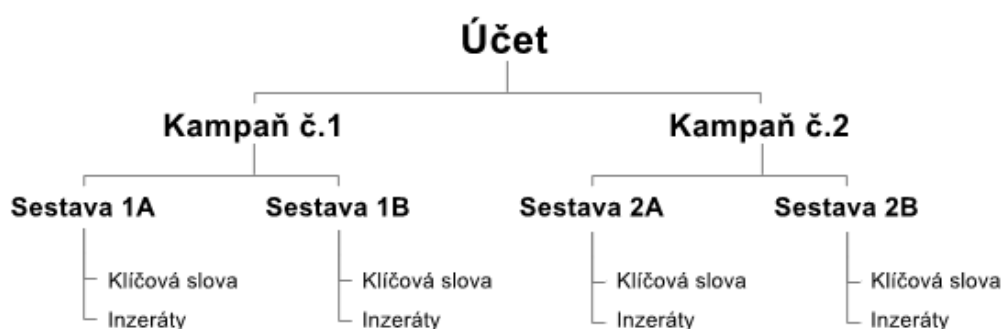 Účet
Kampaň č.1 Kampaň č.2
Sestava 1A Sestava 1B Sestava 2A Sestava 2B
Klíčová slova Klíčová slova Klíčová slova Klíčová slova
Inzeráty Inzeráty Inzeráty Inzeráty